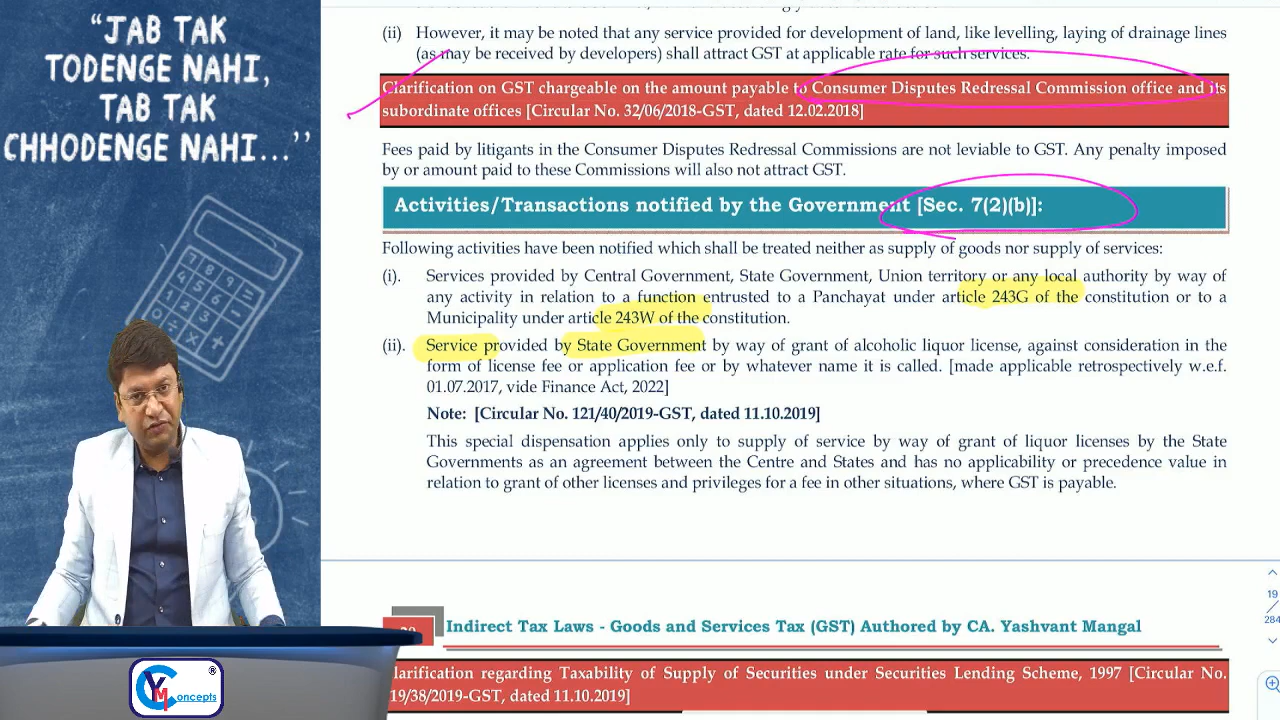 “JAB TAK
TODENGE NAHI,
TAB TAK
CHHODENGE NAHI...’’
(ii) However, it may be noted that any service provided for development of land, like levelling, laying of drainage lines
(as may be received by developers) shall attract GST at applicable rate for such services.
Clarification on GST chargeable on the amount payable to Consumer Disputes Redressal Commission office and its
subordinate offices [Circular No. 32/06/2018-GST, dated 12.02.2018]
Fees paid by litigants in the Consumer Disputes Redressal Commissions are not leviable to GST. Any penalty imposed
by or amount paid to these Commissions will also not attract GST.
Activities/Transactions notified by the Government [Sec. 7(2)(b)]:
Following activities have been notified which shall be treated neither as supply of goods nor supply of services:
(i). Services provided by Central Government, State Government, Union territory or any local authority by way of
any activity in relation to a function entrusted to a Panchayat under article 243G of the constitution or to a
Municipality under article 243W of the constitution.
(ii). Service provided by State Government by way of grant of alcoholic liquor license, against consideration in the
form of license fee or application fee or by whatever name it is called. [made applicable retrospectively w.e.f.
01.07.2017, vide Finance Act, 2022]
Note: [Circular No. 121/40/2019-GST, dated 11.10.2019]
This special dispensation applies only to supply of service by way of grant of liquor licenses by the State
Governments as an agreement between the Centre and States and has no applicability or precedence value in
relation to grant of other licenses and privileges for a fee in other situations, where GST is payable.
19
284
Indirect Tax Laws - Goods and Services Tax (GST) Authored by CA. Yashvant Mangal
larification regarding Taxability of Supply of Securities under Securities Lending Scheme, 1997 [Circular No.
19/38/2019-GST, dated 11.10.2019]
YM Concepts ®